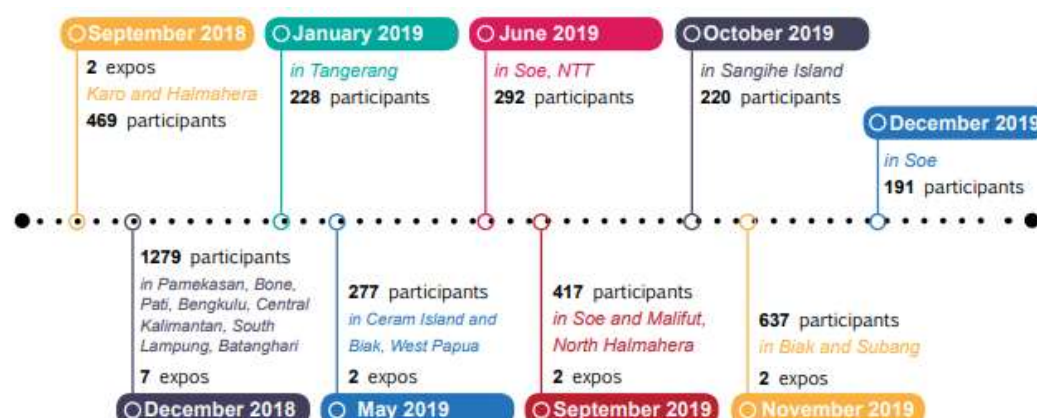 September 2018
2 expos
Karo and Halmahera
469 participants
January 2019
in Tangerang
228 participants
June 2019
in Soe, NTT
292 participants
October 2019
in Sangihe Island
220 participants
December 2019
in Soe
191 participants
1279 participants
in Pamekasan, Bone,
Pati, Bengkulu, Central
Kalimantan, South
Lampung, Batanghari
7 expos
December 2018
277 participants
in Ceram Island and
Biak, West Papua
2 expos
May 2019
417 participants
in Soe and Malifut,
North Halmahera
2 expos
September 2019
637 participants
in Biak and Subang
2 expos
November 2019